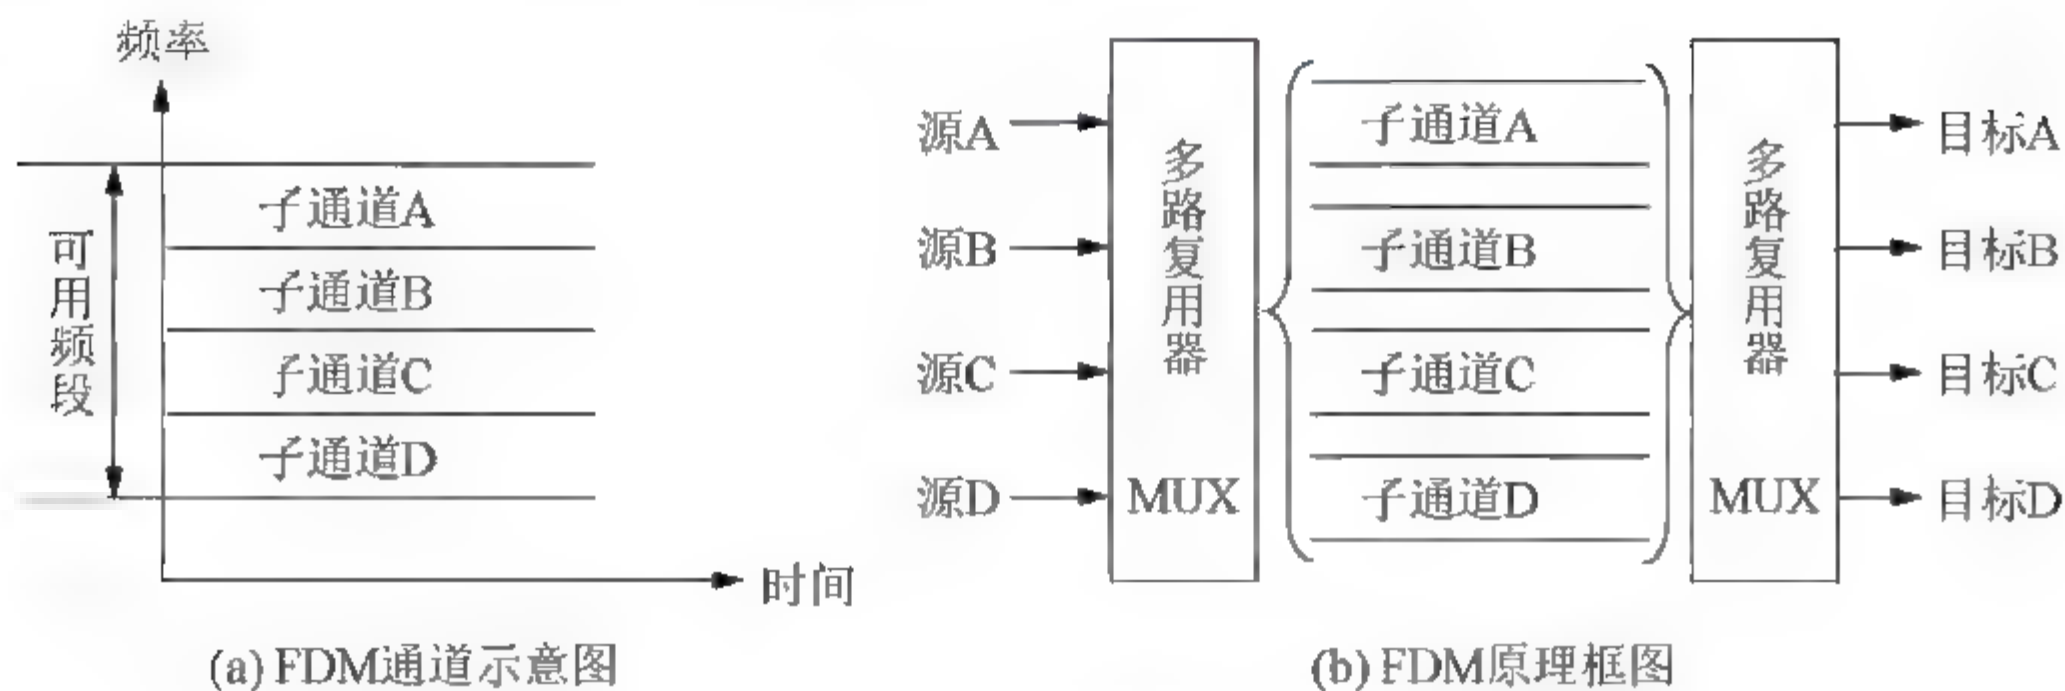 频率
子通道A
子通道B
子通道C
子通道D
可用频段
时间
(a) FDM通道示意图
源A
源B
源C
源D
多路复用器
MUX
子通道A
子通道B
子通道C
子通道D
多路复用器
MUX
目标A
目标B
目标C
目标D
(b) FDM原理框图